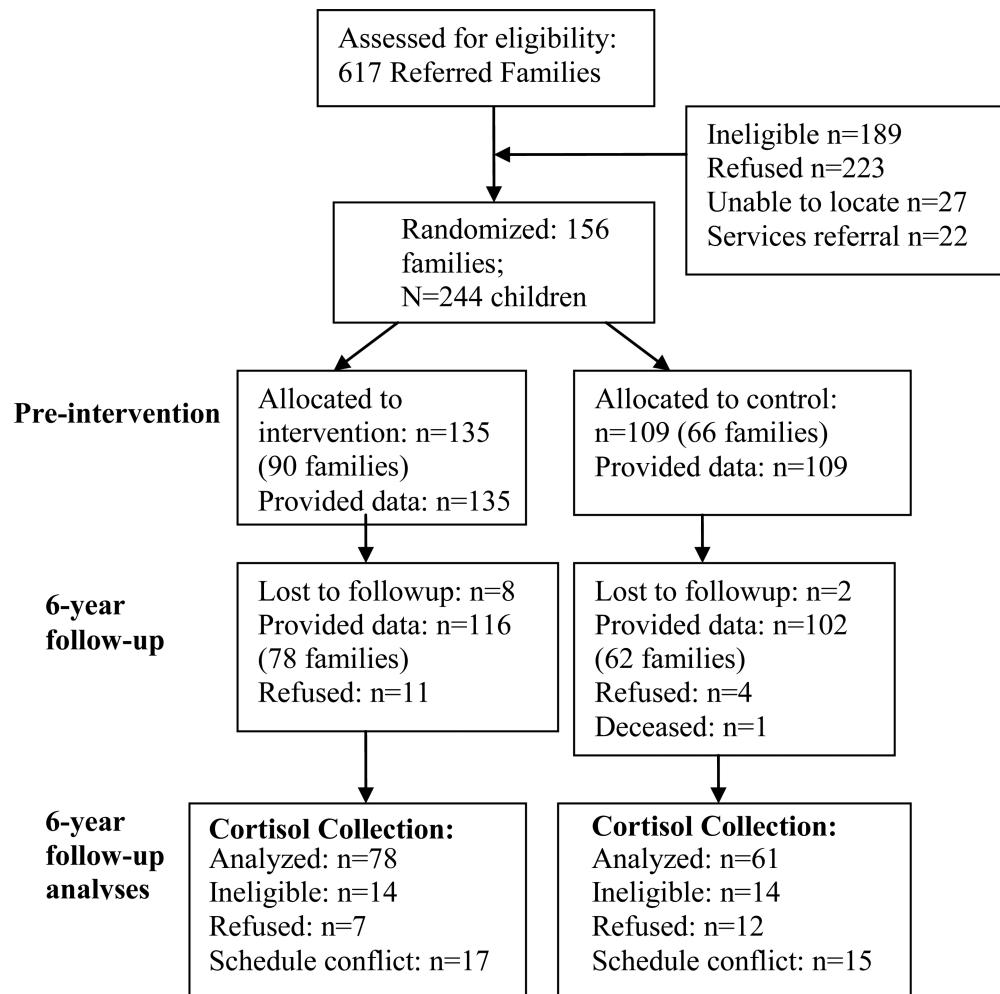 Assessed for eligibility:
617 Referred Families
Ineligible n=189
Refused n=223
Unable to locate n=27
Services referral n=22
Randomized: 156
families;
N=244 children
Pre-intervention
Allocated to
intervention: n=135
(90 families)
Provided data: n=135
Allocated to control:
n=109 (66 families)
Provided data: n=109
6-year
follow-up
Lost to followup: n=8
Provided data: n=116
(78 families)
Refused: n=11
Lost to followup: n=2
Provided data: n=102
(62 families)
Refused: n=4
Deceased: n=1
6-year
follow-up
analyses
Cortisol Collection:
Analyzed: n=78
Ineligible: n=14
Refused: n=7
Schedule conflict: n=17
Cortisol Collection:
Analyzed: n=61
Ineligible: n=14
Refused: n=12
Schedule conflict: n=15